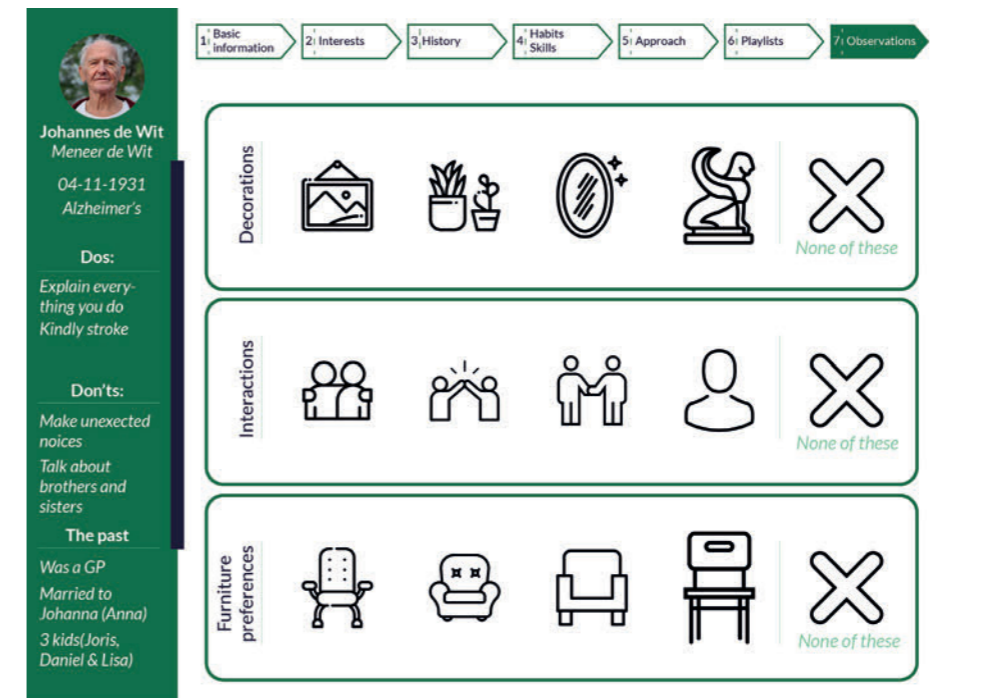 1 Basic information
2 Interests
3 History
4 Habits Skills
5 Approach
6 Playlists
7 Observations
Johannes de Wit
Meneer de Wit
04-11-1931
Alzheimer's
Dos:
Explain every-
thing you do
Kindly stroke
Don'ts:
Make unexected
noices
Talk about
brothers and
sisters
The past
Was a GP
Married to
Johanna (Anna)
3 kids(Joris,
Daniel & Lisa)
Decorations
None of these
Interactions
None of these
Furniture
preferences
None of these